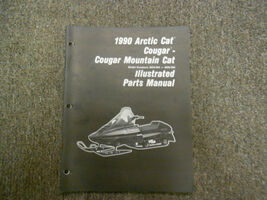 1990 Arctic Cat
Cougar -
Cougar Mountain Cat
Illustrated
Parts Manual